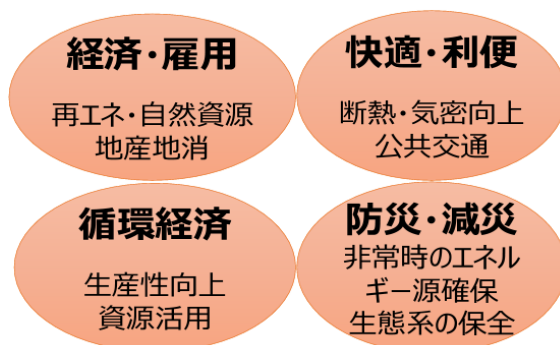 経済・雇用
再エネ・自然資源
地産地消
快適・利便
断熱・気密向上
公共交通
循環経済
生産性向上
資源活用
防災・減災
非常時のエネル
ギー源確保
生態系の保全